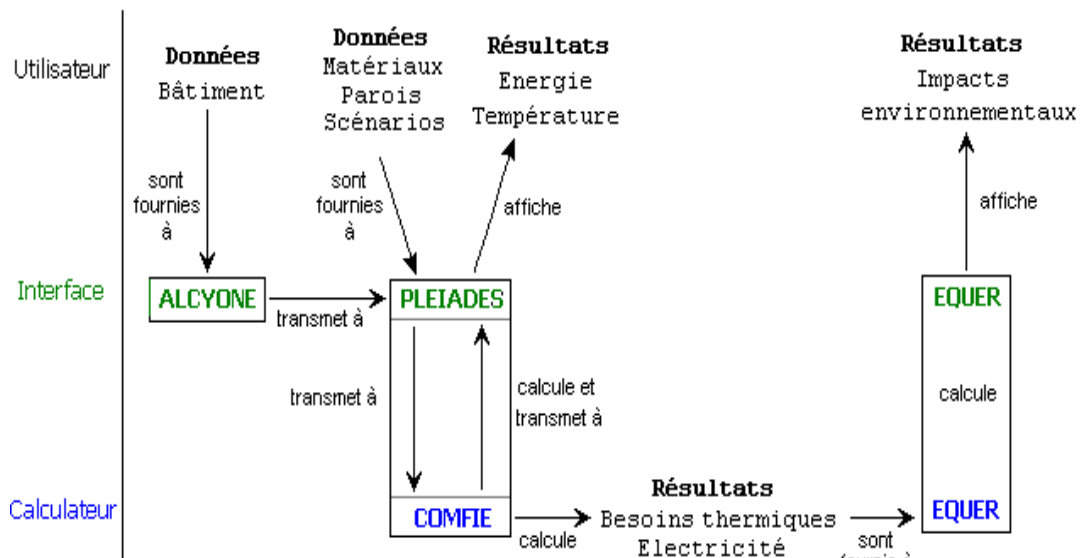 Utilisateur
Données
Bâtiment
Données
Matériaux
Parois
Scénarios
Résultats
Energie
Température
Résultats
Impacts
environnementaux
sont
fournies
à
sont
fournies
à
affiche
affiche
Interface
ALCYONE
transmet à
PLEIADES
EQUER
transmet à
calcule et
transmet à
calcule
Calculateur
COMFIE
calcule
Résultats
Besoins thermiques
Electricité
sont
EQUER